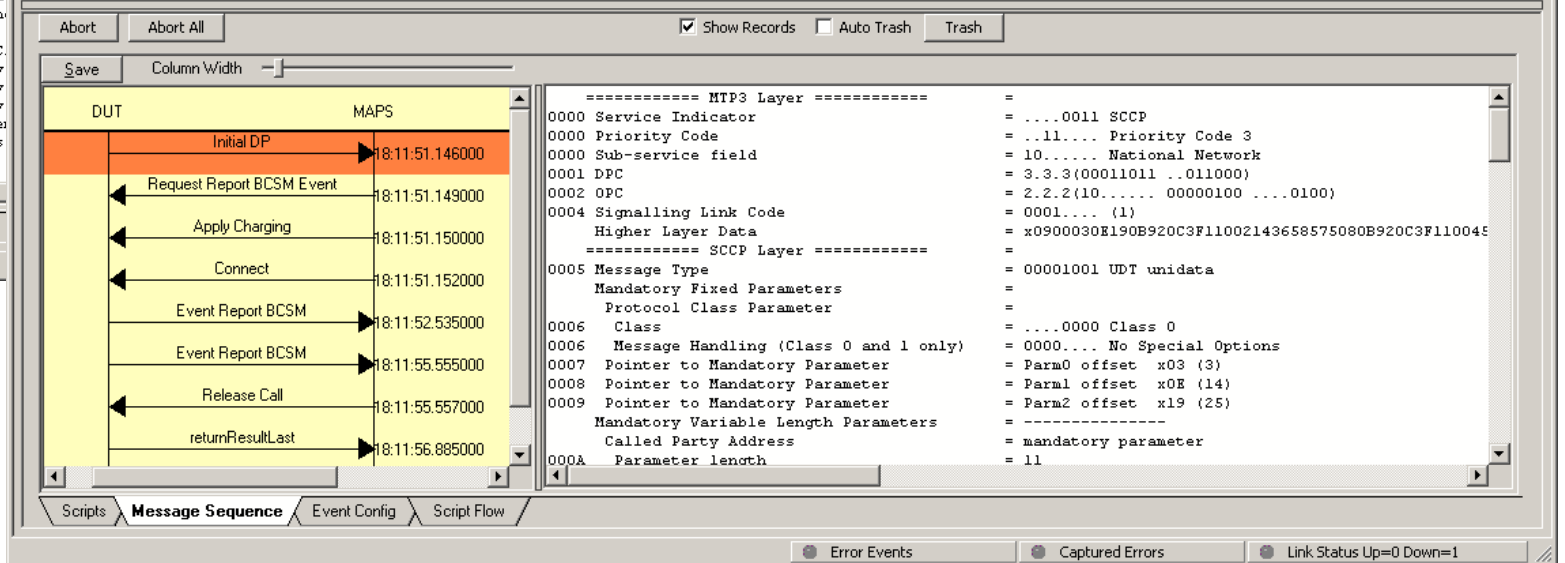 Abort Abort All Show Records Auto Trash Trash
Save Column Width
DUT MAPS
Initial DP
18:11:51.146000
Request Report BCSM Event
18:11:51.149000
Apply Charging
18:11:51.150000
Connect
18:11:51.152000
Event Report BCSM
18:11:52.535000
Event Report BCSM
18:11:55.555000
Release Call
18:11:55.557000
returnResultLast
18:11:56.885000
============ MTP3 Layer ============ =
0000 Service Indicator = ....0011 SCCP
0000 Priority Code = ..11.... Priority Code 3
0000 Sub-service field = 10...... National Network
0001 DPC = 3.3.3(00011011 ..011000)
0002 OPC = 2.2.2(10...... 00000100 ....0100)
0004 Signalling Link Code = 0001.... (1)
Higher Layer Data = x0900030E190B920C3F11002143658575080B920C3F110045
============ SCCP Layer ============ =
0005 Message Type = 00001001 UDT unidata
Mandatory Fixed Parameters =
Protocol Class Parameter =
0006 Class = ....0000 Class 0
0006 Message Handling (Class 0 and 1 only) = 0000.... No Special Options
0007 Pointer to Mandatory Parameter = Parm0 offset x03 (3)
0008 Pointer to Mandatory Parameter = Parm1 offset x0E (14)
0009 Pointer to Mandatory Parameter = Parm2 offset x19 (25)
Mandatory Variable Length Parameters = ---------------
Called Party Address = mandatory parameter
000A Parameter length = 11
Scripts Message Sequence Event Config Script Flow
Error Events Captured Errors Link Status Up=0 Down=1